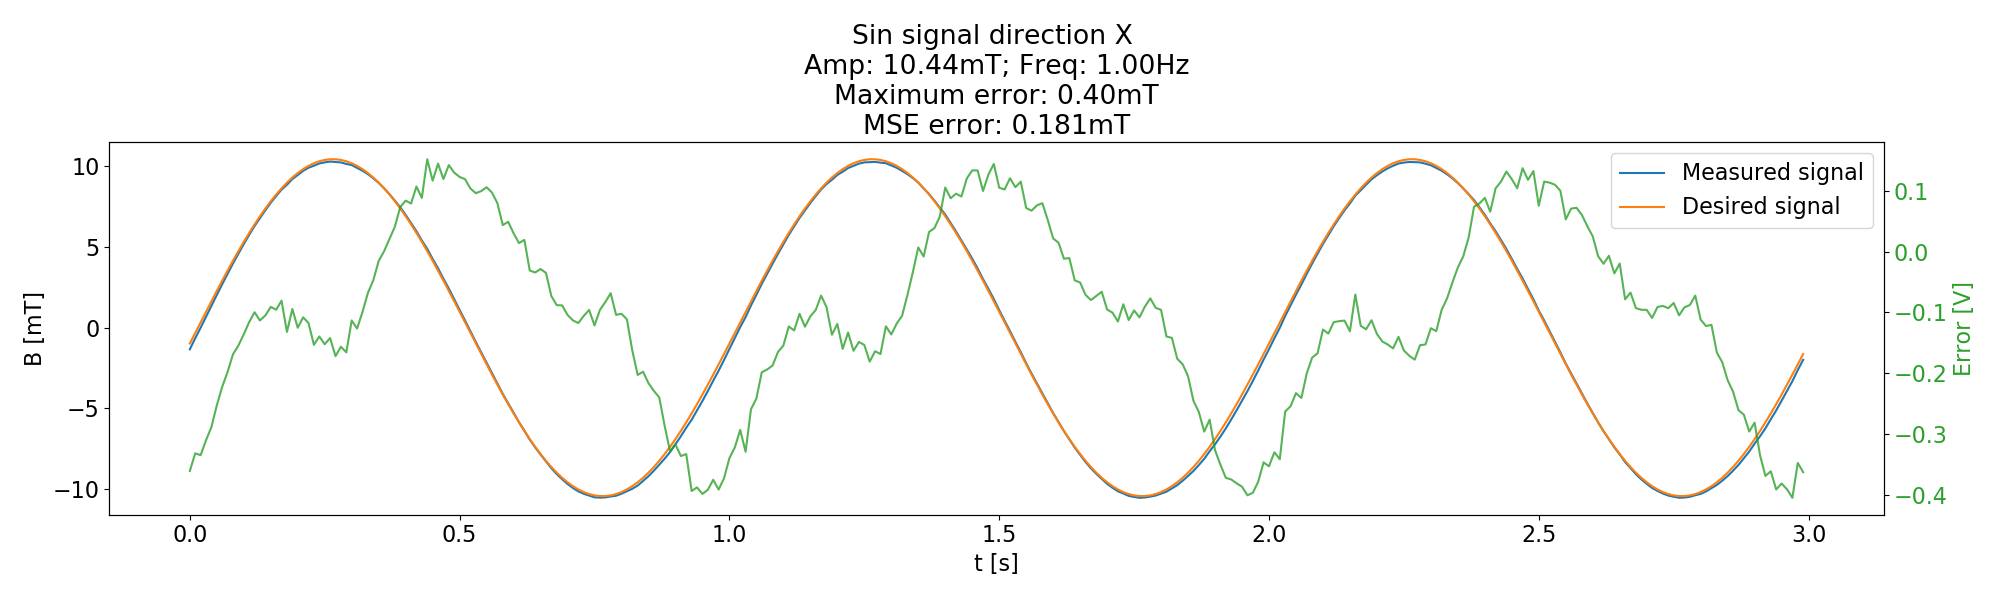 Sin signal direction X
Amp: 10.44mT; Freq: 1.00Hz
Maximum error: 0.40mT
MSE error: 0.181mT
Measured signal
Desired signal
B [mT]
10
5
0
−5
−10
0.1
0.0
−0.1
−0.2
−0.3
−0.4
Error [V]
0.0 0.5 1.0 1.5 2.0 2.5 3.0
t [s]